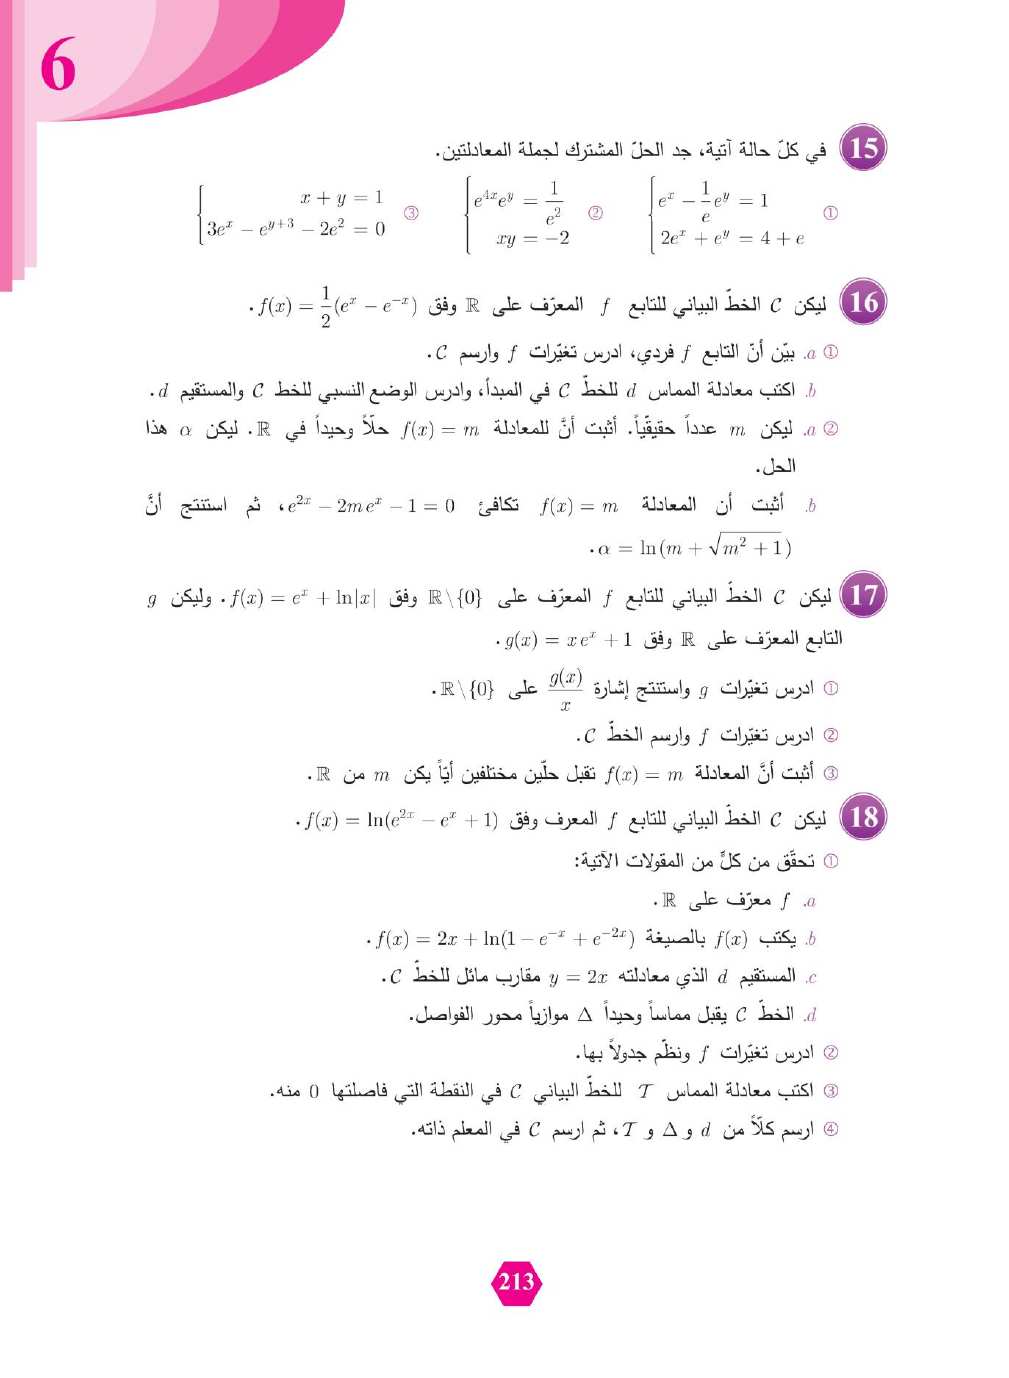 6
15 في كلّ حالة آتية، جد الحلّ المشترك لجملة المعادلتين.
① { e^x − (1/e)e^y = 1 , 2e^x + e^y = 4 + e  ② { e^{4x}e^y = 1/e^2 , xy = −2  ③ { x + y = 1 , 3e^x − e^{y+3} − 2e^2 = 0
16 ليكن C الخطّ البياني للتابع f المعرّف على ℝ وفق f(x) = 1/2(e^x − e^{−x}).
① a. بيّن أنّ التابع f فردي، ادرس تغيّرات f وارسم C.
b. اكتب معادلة المماس d للخطّ C في المبدأ، وادرس الوضع النسبي للخط C والمستقيم d.
② a. ليكن m عدداً حقيقيّاً. أثبت أنَّ للمعادلة f(x) = m حلّاً وحيداً في ℝ. ليكن α هذا
الحل.
b. أثبت أن المعادلة f(x) = m تكافئ e^{2x} − 2me^x − 1 = 0، ثم استنتج أنَّ
α = ln(m + √(m^2 + 1)).
17 ليكن C الخطّ البياني للتابع f المعرّف على ℝ\{0} وفق f(x) = e^x + ln|x|. وليكن g
التابع المعرّف على ℝ وفق g(x) = xe^x + 1.
① ادرس تغيّرات g واستنتج إشارة g(x)/x على ℝ\{0}.
② ادرس تغيّرات f وارسم الخطّ C.
③ أثبت أنَّ المعادلة f(x) = m تقبل حلّين مختلفين أيّاً يكن m من ℝ.
18 ليكن C الخطّ البياني للتابع f المعرف وفق f(x) = ln(e^{2x} − e^x + 1).
① تحقّق من كلٍّ من المقولات الآتية:
a. f معرّف على ℝ.
b. يكتب f(x) بالصيغة f(x) = 2x + ln(1 − e^{−x} + e^{−2x}).
c. المستقيم d الذي معادلته y = 2x مقارب مائل للخطّ C.
d. الخطّ C يقبل مماساً وحيداً Δ موازياً محور الفواصل.
② ادرس تغيّرات f ونظّم جدولاً بها.
③ اكتب معادلة المماس T للخطّ البياني C في النقطة التي فاصلتها 0 منه.
④ ارسم كلّاً من d و Δ و T، ثم ارسم C في المعلم ذاته.
213